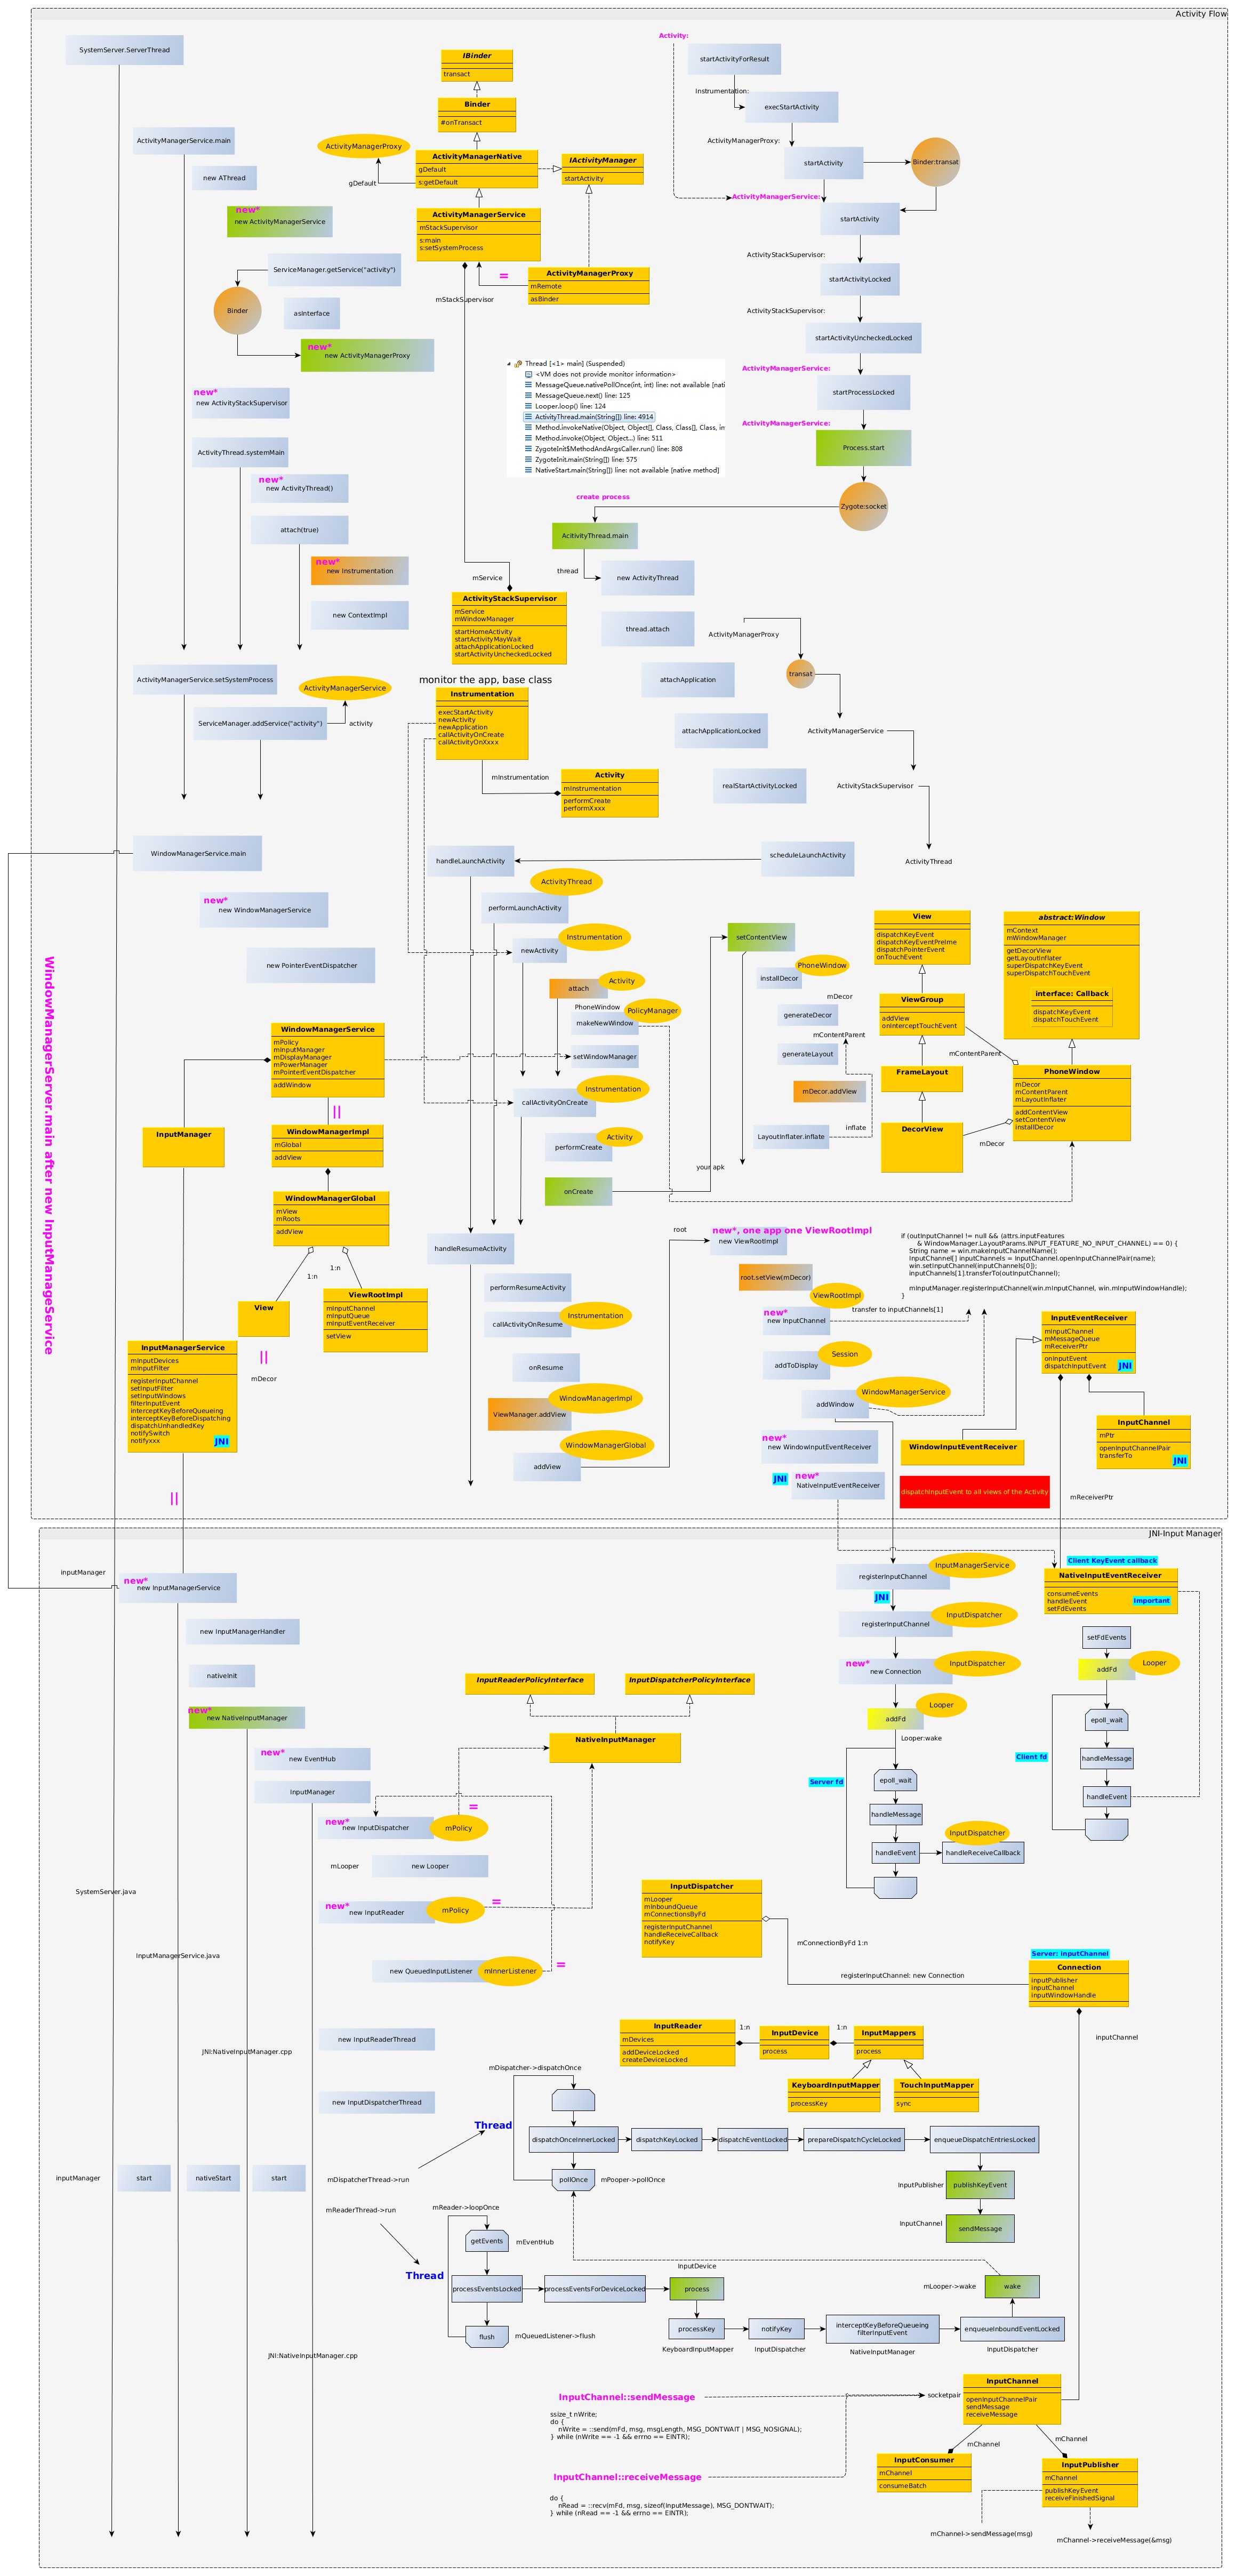 Activity Flow
SystemServer.ServerThread
ActivityManagerService.main
new AThread
new*
new ActivityManagerService
ServiceManager.getService("activity")
Binder
asInterface
new*
new ActivityManagerProxy
new*
new ActivityStackSupervisor
ActivityThread.systemMain
new*
new ActivityThread()
attach(true)
new*
new instrumentation
new ContextImpl
ActivityManagerService.setSystemProcess
ActivityManagerService
ServiceManager.addService("activity")
activity
WindowManagerService.main
new*
new WindowManagerService
new PointerEventDispatcher
IBinder
transact
Binder
#onTransact
ActivityManagerProxy
gDefault
ActivityManagerNative
gDefault
s:getDefault
IActivityManager
startActivity
ActivityManagerService
mStackSupervisor
s:main
s:setSystemProcess
=
ActivityManagerProxy
mRemote
asBinder
mStackSupervisor
Activity:
startActivityForResult
Instrumentation:
execStartActivity
ActivityManagerProxy:
startActivity
Binder:transat
ActivityManagerService:
startActivity
ActivityStackSupervisor:
startActivityLocked
ActivityStackSupervisor:
startActivityUncheckedLocked
ActivityManagerService:
startProcessLocked
ActivityManagerService:
Process.start
Zygote:socket
Thread [<1> main] (Suspended)
<VM does not provide monitor information>
MessageQueue.nativePollOnce(int, int) line: not available [nati
MessageQueue.next() line: 125
Looper.loop() line: 124
ActivityThread.main(String[]) line: 4914
Method.invokeNative(Object, Object[], Class, Class[], Class, in
Method.invoke(Object, Object...) line: 511
ZygoteInit$MethodAndArgsCaller.run() line: 808
ZygoteInit.main(String[]) line: 575
NativeStart.main(String[]) line: not available [native method]
create process
AcitivityThread.main
thread
new ActivityThread
thread.attach
ActivityManagerProxy
transat
attachApplication
attachApplicationLocked
ActivityManagerService
realStartActivityLocked
ActivityStackSupervisor
scheduleLaunchActivity
ActivityThread
mService
ActivityStackSupervisor
mService
mWindowManager
startHomeActivity
startActivityMayWait
attachApplicationLocked
startActivityUncheckedLocked
monitor the app, base class
Instrumentation
execStartActivity
newActivity
newApplication
callActivityOnCreate
callActivityOnXxxx
mInstrumentation
Activity
mInstrumentation
performCreate
performXxxx
handleLaunchActivity
ActivityThread
performLaunchActivity
Instrumentation
newActivity
Activity
attach
PhoneWindow
PolicyManager
makeNewWindow
setWindowManager
Instrumentation
callActivityOnCreate
Activity
performCreate
onCreate
your apk
setContentView
PhoneWindow
installDecor
mDecor
generateDecor
mContentParent
generateLayout
mDecor.addView
inflate
LayoutInflater.inflate
View
dispatchKeyEvent
dispatchKeyEventPreIme
dispatchPointerEvent
onTouchEvent
ViewGroup
addView
onInterceptTouchEvent
FrameLayout
DecorView
abstract:Window
mContext
mWindowManager
getDecorView
getLayoutInflater
superDispatchKeyEvent
superDispatchTouchEvent
interface: Callback
dispatchKeyEvent
dispatchTouchEvent
mContentParent
PhoneWindow
mDecor
mContentParent
mLayoutInflater
addContentView
setContentView
installDecor
mDecor
WindowManagerServer.main after new InputManageService
WindowManagerService
mPolicy
mInputManager
mDisplayManager
mPowerManager
mPointerEventDispatcher
addWindow
||
InputManager
WindowManagerImpl
mGlobal
addView
WindowManagerGlobal
mView
mRoots
addView
1:n
1:n
View
ViewRootImpl
mInputChannel
mInputQueue
mInputEventReceiver
setView
||
mDecor
InputManagerService
mInputDevices
mInputFilter
registerInputChannel
setInputFilter
setInputWindows
filterInputEvent
interceptKeyBeforeQueueing
interceptKeyBeforeDispatching
dispatchUnhandledKey
notifySwitch
notifyxxx
JNI
||
handleResumeActivity
performResumeActivity
Instrumentation
callActivityOnResume
onResume
WindowManagerImpl
ViewManager.addView
WindowManagerGlobal
addView
root
new*, one app one ViewRootImpl
new ViewRootImpl
root.setView(mDecor)
ViewRootImpl
new*
new InputChannel
transfer to inputChannels[1]
Session
addToDisplay
WindowManagerService
addWindow
new*
new WindowInputEventReceiver
JNI
new*
NativeInputEventReceiver
if (outInputChannel != null && (attrs.inputFeatures
& WindowManager.LayoutParams.INPUT_FEATURE_NO_INPUT_CHANNEL) == 0) {
String name = win.makeInputChannelName();
InputChannel[] inputChannels = InputChannel.openInputChannelPair(name);
win.setInputChannel(inputChannels[0]);
inputChannels[1].transferTo(outInputChannel);
mInputManager.registerInputChannel(win.mInputChannel, win.mInputWindowHandle);
}
InputEventReceiver
mInputChannel
mMessageQueue
mReceiverPtr
onInputEvent
dispatchInputEvent
JNI
InputChannel
mPtr
openInputChannelPair
transferTo
JNI
WindowInputEventReceiver
dispatchInputEvent to all views of the Activity
mReceiverPtr
JNI-Input Manager
inputManager
new*
new InputManagerService
new InputManagerHandler
nativeInit
new*
new NativeInputManager
new*
new EventHub
InputManager
new*
new InputDispatcher
mPolicy
=
mLooper
new Looper
new*
new InputReader
mPolicy
=
new QueuedInputListener
mInnerListener
=
SystemServer.java
InputManagerService.java
JNI:NativeInputManager.cpp
new InputReaderThread
new InputDispatcherThread
InputReaderPolicyInterface
InputDispatcherPolicyInterface
NativeInputManager
InputManagerService
registerInputChannel
JNI
InputDispatcher
registerInputChannel
InputDispatcher
new*
new Connection
Looper
addFd
Looper:wake
Server fd
epoll_wait
handleMessage
handleEvent
InputDispatcher
handleReceiveCallback
Client KeyEvent callback
NativeInputEventReceiver
consumeEvents
handleEvent
setFdEvents
Important
setFdEvents
Looper
addFd
epoll_wait
Client fd
handleMessage
handleEvent
InputDispatcher
mLooper
mInboundQueue
mConnectionsByFd
registerInputChannel
handleReceiveCallback
notifyKey
mConnectionByFd 1:n
registerInputChannel: new Connection
Server: inputChannel
Connection
inputPublisher
inputChannel
inputWindowHandle
inputChannel
InputReader
mDevices
addDeviceLocked
createDeviceLocked
1:n
InputDevice
process
1:n
InputMappers
process
KeyboardInputMapper
processKey
TouchInputMapper
sync
mDispatcher->dispatchOnce
Thread
dispatchOnceInnerLocked
dispatchKeyLocked
dispatchEventLocked
prepareDispatchCycleLocked
enqueueDispatchEntriesLocked
pollOnce
mPooper->pollOnce
InputPublisher
publishKeyEvent
InputChannel
sendMessage
inputManager
start
nativeStart
start
mDispatcherThread->run
mReaderThread->run
mReader->loopOnce
getEvents
mEventHub
Thread
processEventsLocked
processEventsForDeviceLocked
InputDevice
process
mLooper->wake
wake
flush
mQueuedListener->flush
processKey
KeyboardInputMapper
notifyKey
InputDispatcher
interceptKeyBeforeQueueing
filterInputEvent
NativeInputManager
enqueueInboundEventLocked
InputDispatcher
JNI:NativeInputManager.cpp
InputChannel::sendMessage
ssize_t nWrite;
do {
nWrite = ::send(mFd, msg, msgLength, MSG_DONTWAIT | MSG_NOSIGNAL);
} while (nWrite == -1 && errno == EINTR);
InputChannel::receiveMessage
do {
nRead = ::recv(mFd, msg, sizeof(InputMessage), MSG_DONTWAIT);
} while (nRead == -1 && errno == EINTR);
socketpair
InputChannel
openInputChannelPair
sendMessage
receiveMessage
mChannel
mChannel
InputConsumer
mChannel
consumeBatch
InputPublisher
mChannel
publishKeyEvent
receiveFinishedSignal
mChannel->sendMessage(msg)
mChannel->receiveMessage(&msg)